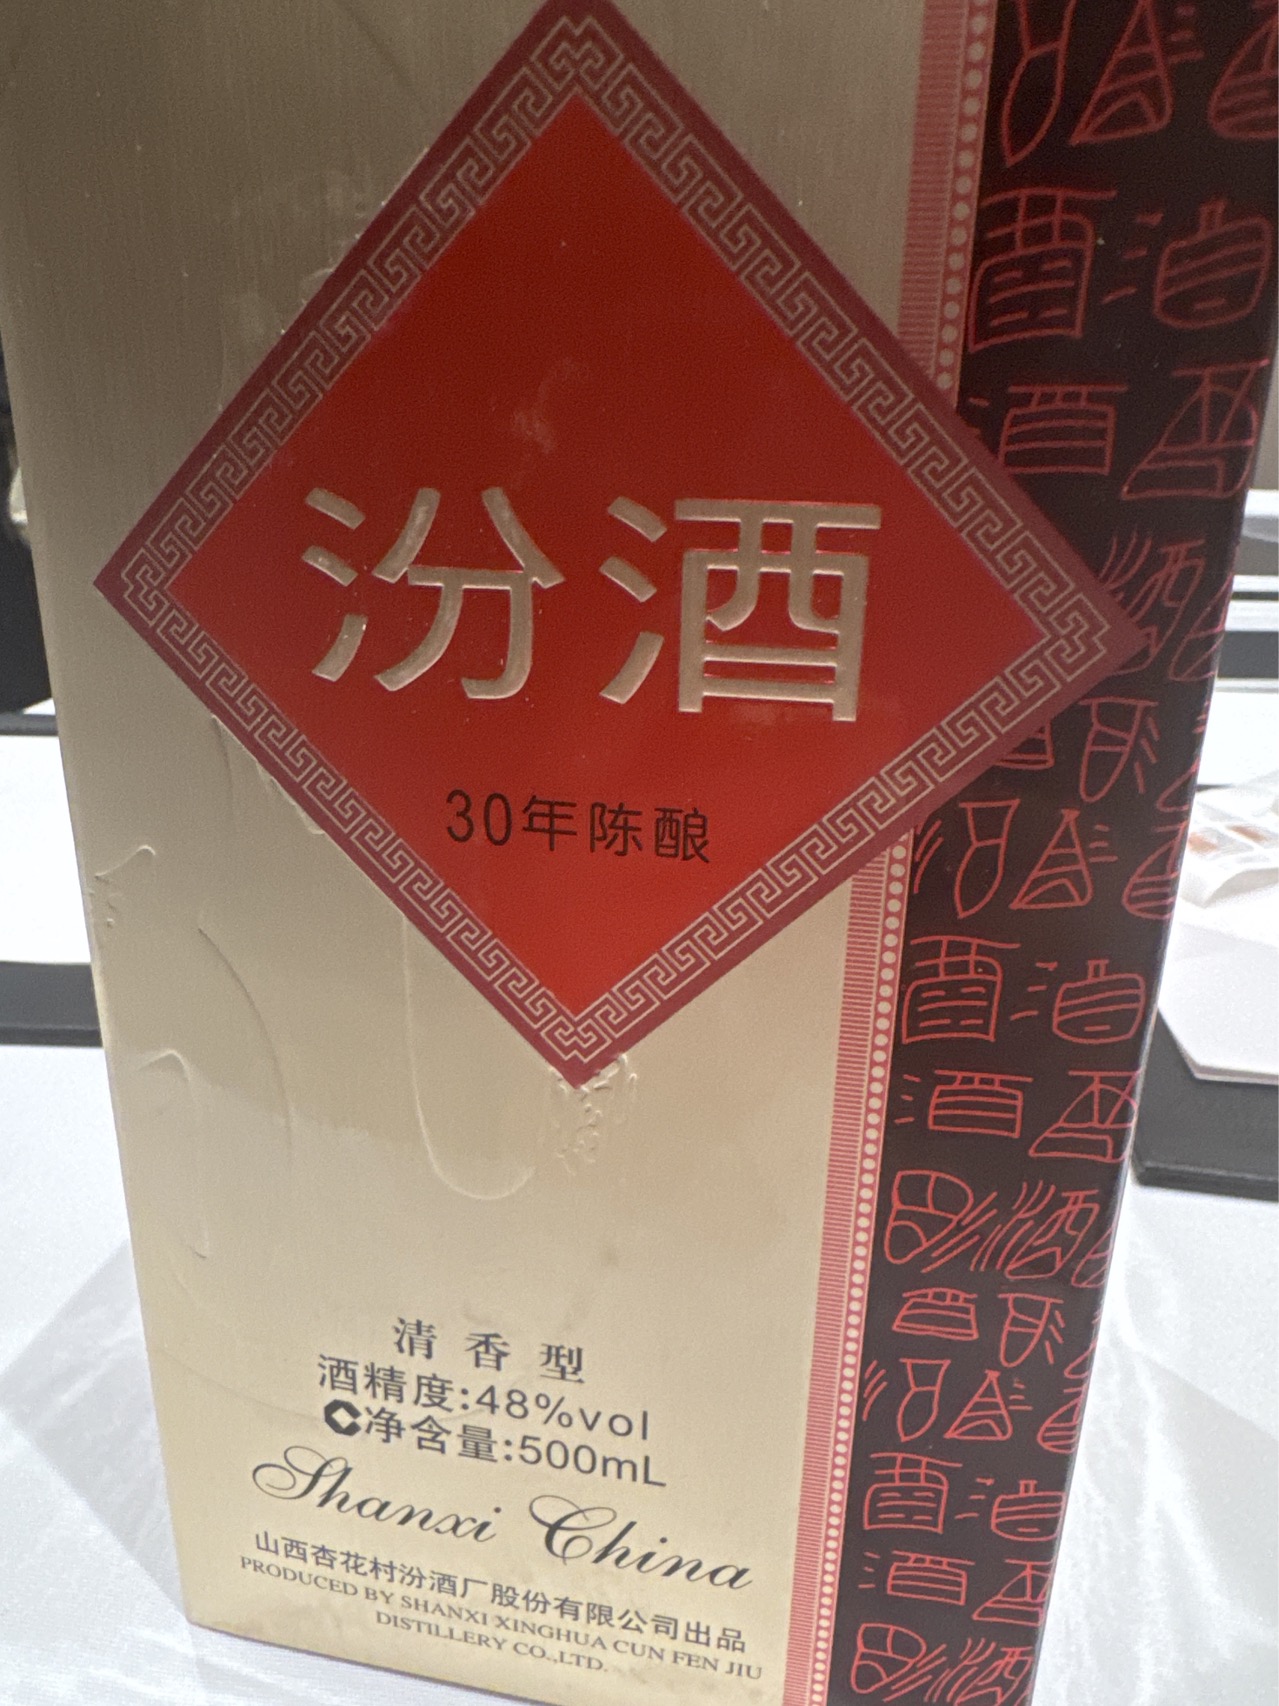 汾酒
30年陈酿
清香型
酒精度:48%vol
净含量:500mL
Shanxi China
山西杏花村汾酒厂股份有限公司出品
PRODUCED BY SHANXI XINGHUA CUN FEN JIU
DISTILLERY CO.,LTD.